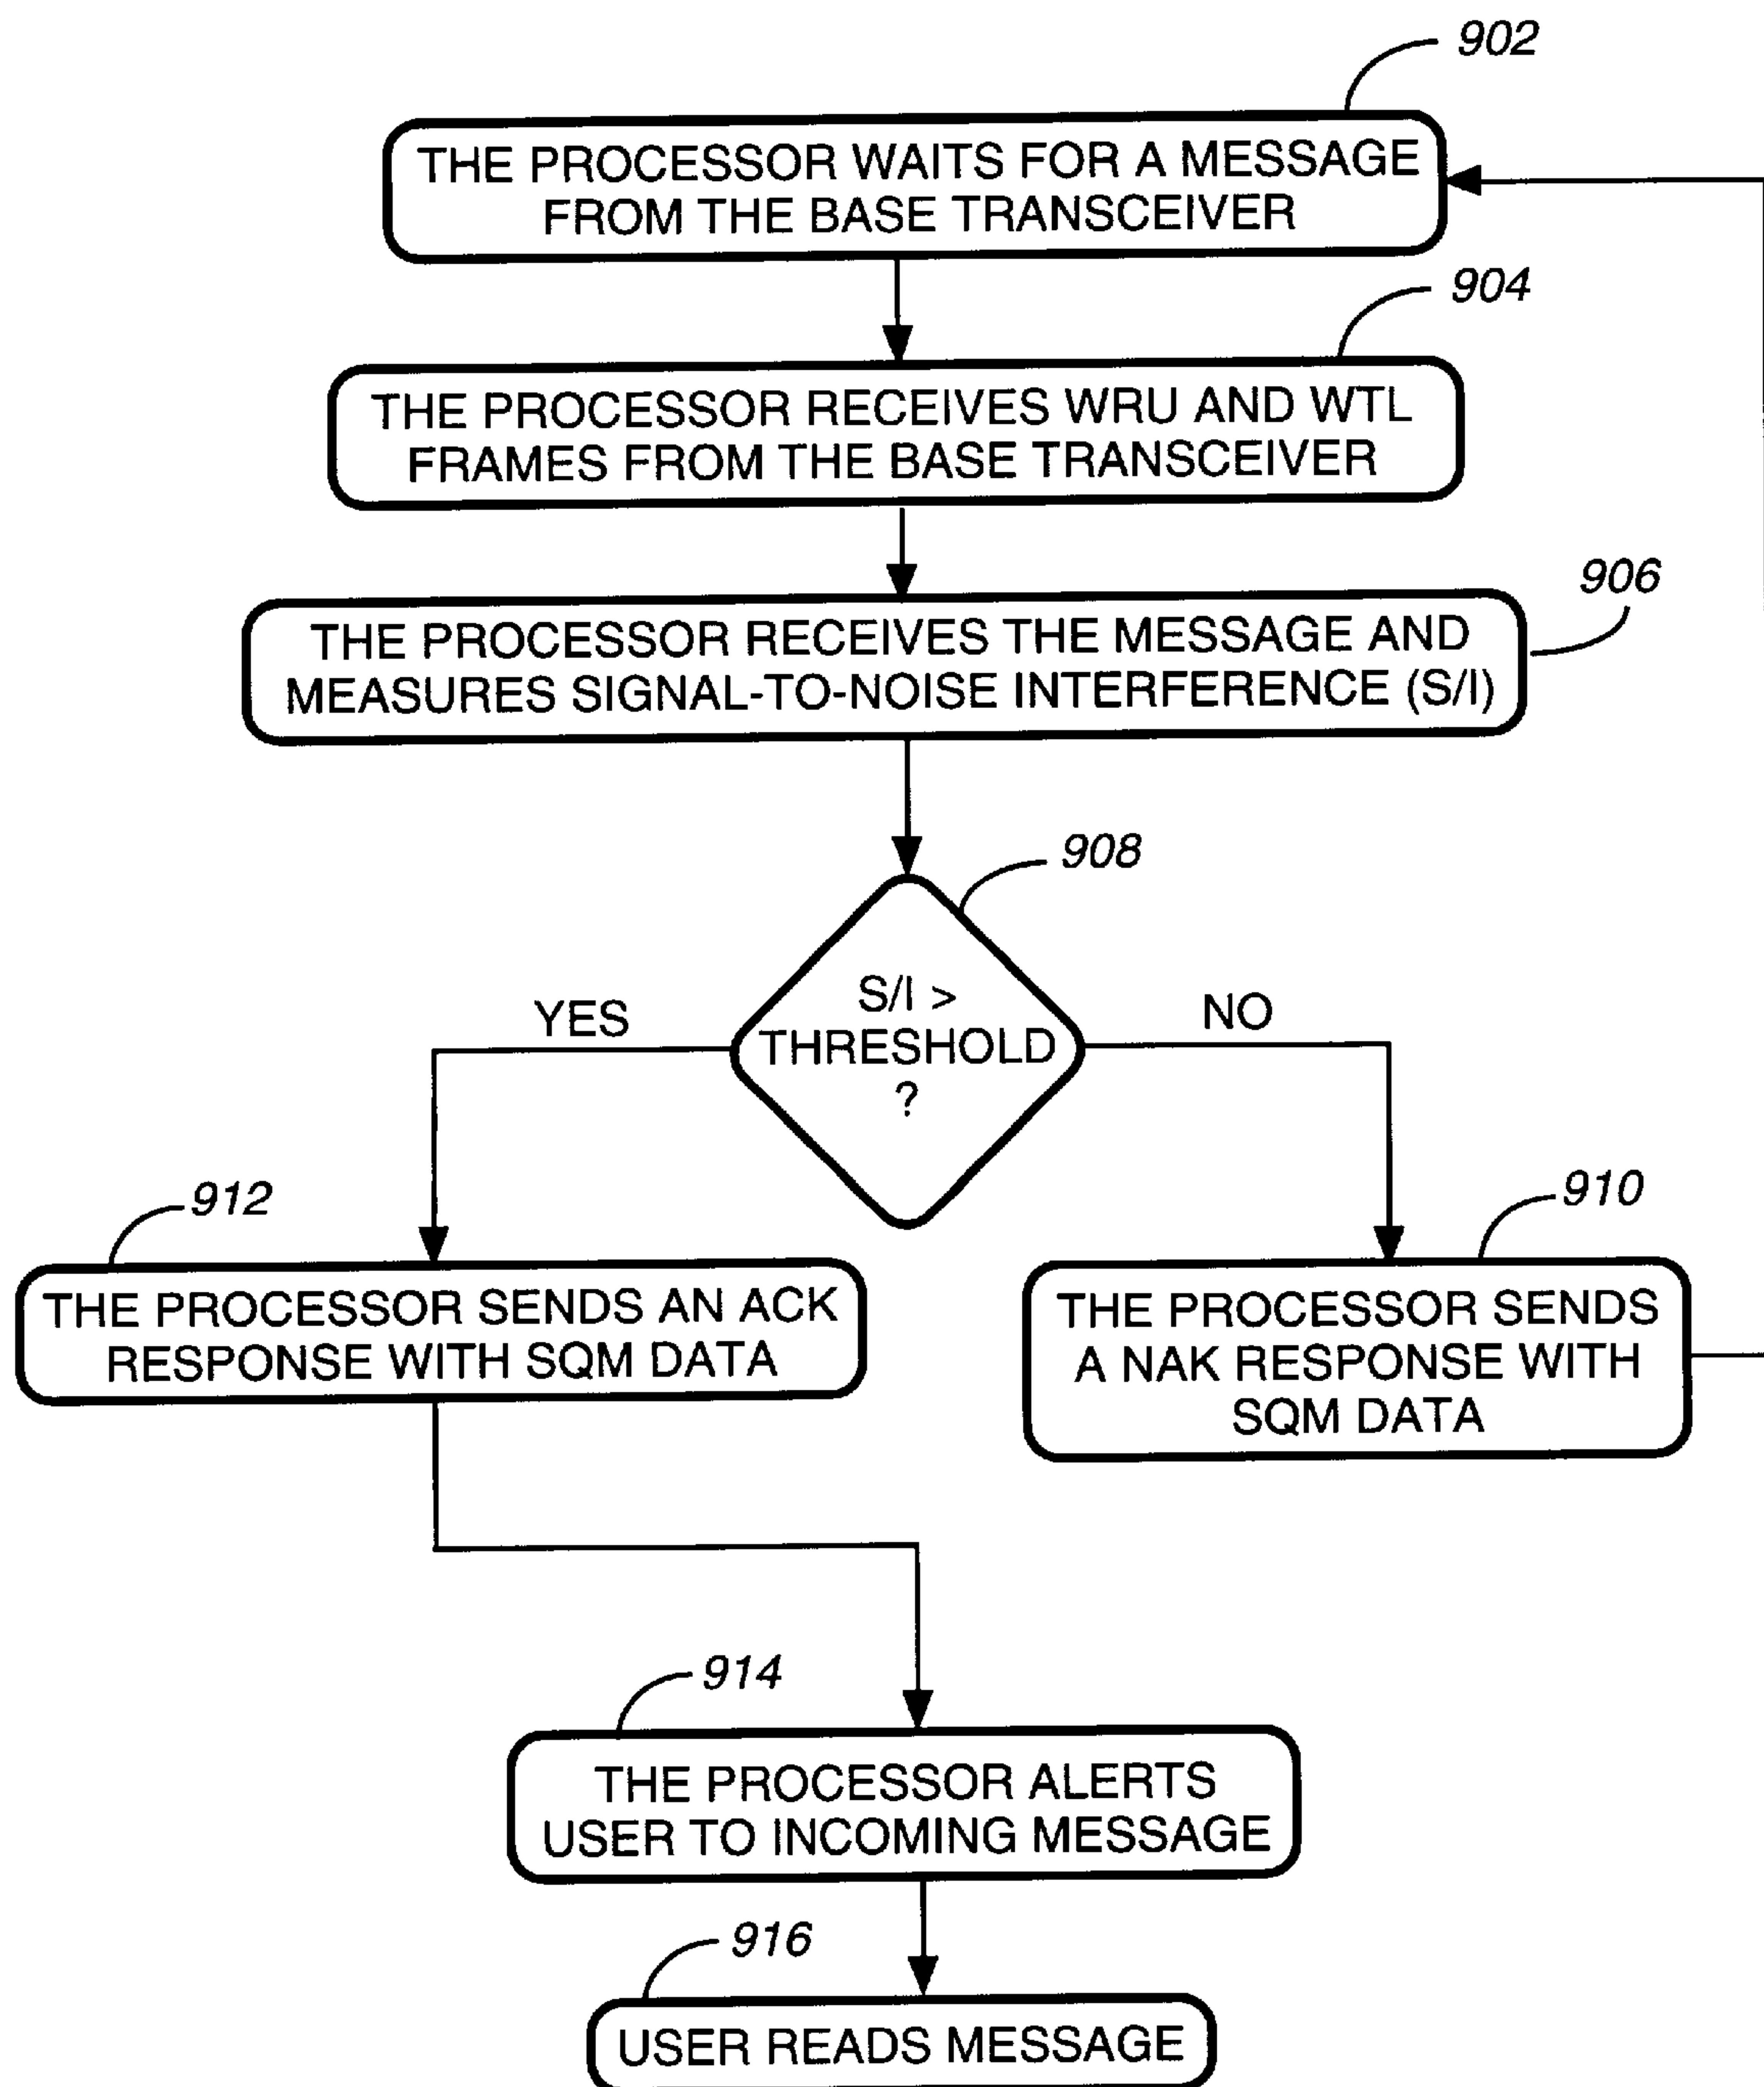 902
THE PROCESSOR WAITS FOR A MESSAGE
FROM THE BASE TRANSCEIVER
904
THE PROCESSOR RECEIVES WRU AND WTL
FRAMES FROM THE BASE TRANSCEIVER
906
THE PROCESSOR RECEIVES THE MESSAGE AND
MEASURES SIGNAL-TO-NOISE INTERFERENCE (S/I)
908
S/I >
THRESHOLD
?
YES
NO
912
THE PROCESSOR SENDS AN ACK
RESPONSE WITH SQM DATA
910
THE PROCESSOR SENDS
A NAK RESPONSE WITH
SQM DATA
914
THE PROCESSOR ALERTS
USER TO INCOMING MESSAGE
916
USER READS MESSAGE